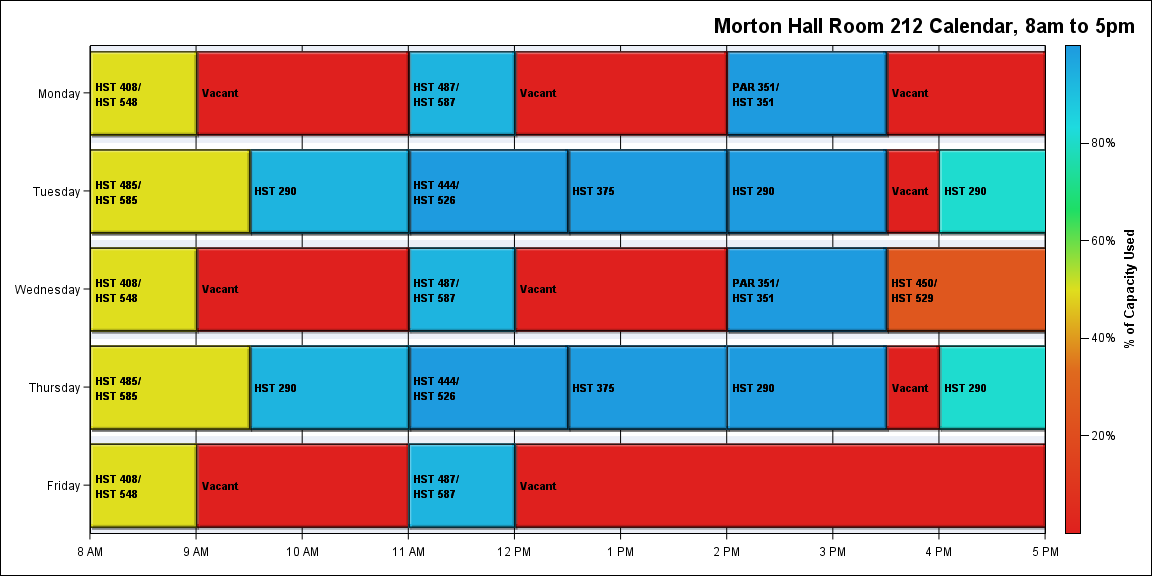 Morton Hall Room 212 Calendar, 8am to 5pm
Monday
HST 408/
HST 548
Vacant
HST 487/
HST 587
Vacant
PAR 351/
HST 351
Vacant
Tuesday
HST 485/
HST 585
HST 290
HST 444/
HST 526
HST 375
HST 290
Vacant
HST 290
Wednesday
HST 408/
HST 548
Vacant
HST 487/
HST 587
Vacant
PAR 351/
HST 351
HST 450/
HST 529
Thursday
HST 485/
HST 585
HST 290
HST 444/
HST 526
HST 375
HST 290
Vacant
HST 290
Friday
HST 408/
HST 548
Vacant
HST 487/
HST 587
Vacant
8 AM
9 AM
10 AM
11 AM
12 PM
1 PM
2 PM
3 PM
4 PM
5 PM
80%
60%
40%
20%
% of Capacity Used